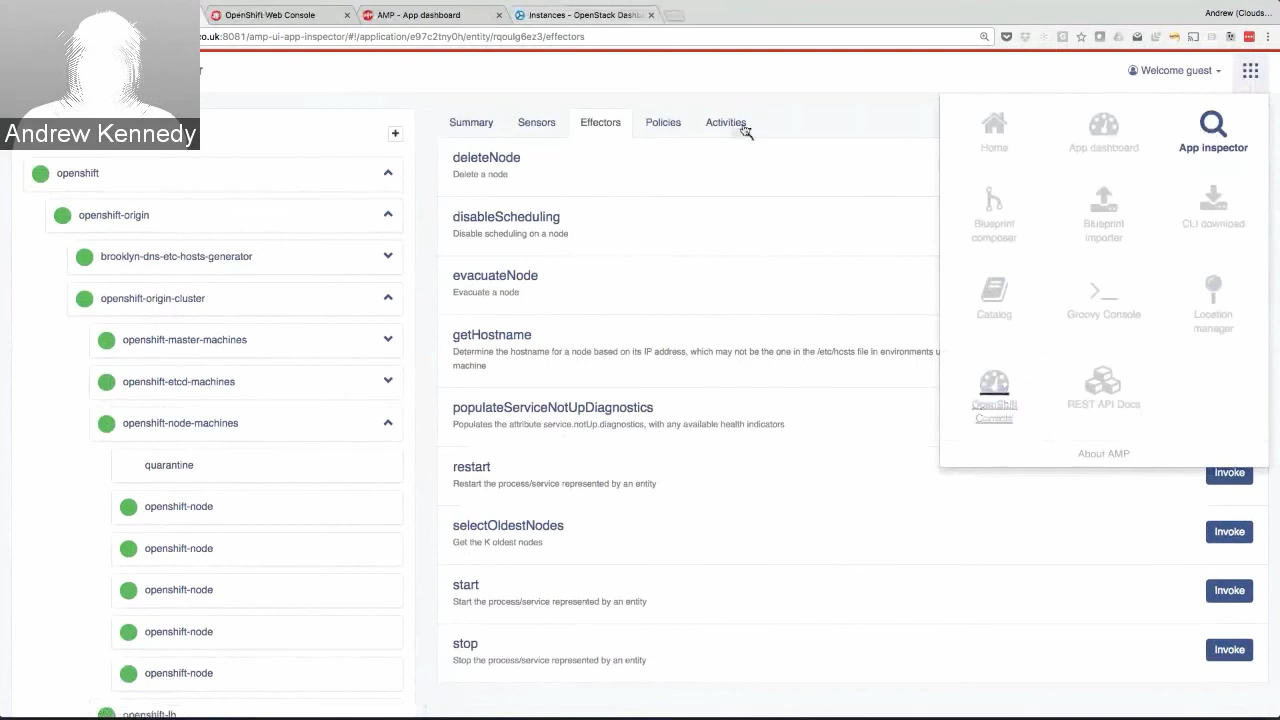 OpenShift Web Console
AMP - App dashboard
Instances - OpenStack Dashb
Andrew (Clouds...
co.uk:8081/amp-ui-app-inspector/#!/application/e97c2tny0h/entity/rqoulg6ez3/effectors
Welcome guest
Andrew Kennedy
Summary
Sensors
Effectors
Policies
Activities
openshift
openshift-origin
brooklyn-dns-etc-hosts-generator
openshift-origin-cluster
openshift-master-machines
openshift-etcd-machines
openshift-node-machines
quarantine
openshift-node
openshift-node
openshift-node
openshift-node
openshift-node
openshift-lb
deleteNode
Delete a node
disableScheduling
Disable scheduling on a node
evacuateNode
Evacuate a node
getHostname
Determine the hostname for a node based on its IP address, which may not be the one in the /etc/hosts file in environments
machine
populateServiceNotUpDiagnostics
Populates the attribute service.notUp.diagnostics, with any available health indicators
restart
Restart the process/service represented by an entity
Invoke
selectOldestNodes
Get the K oldest nodes
Invoke
start
Start the process/service represented by an entity
Invoke
stop
Stop the process/service represented by an entity
Invoke
Home
App dashboard
App inspector
Blueprint
composer
Blueprint
importer
CLI download
Catalog
Groovy Console
Location
manager
OpenShift
REST API Docs
About AMP